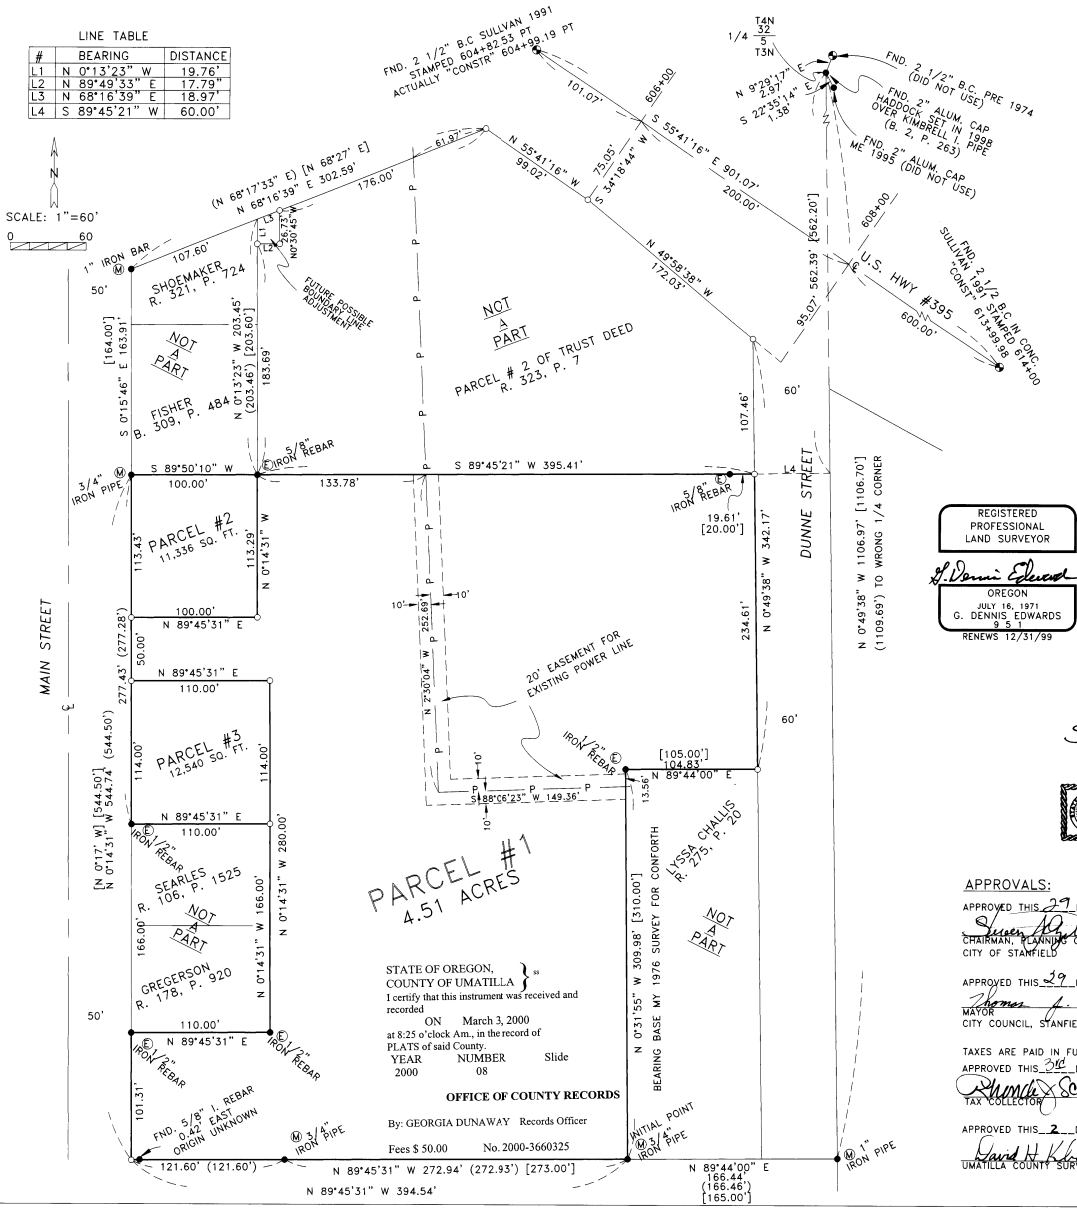 LINE TABLE
# BEARING DISTANCE
L1 N 0°13'23" W 19.76'
L2 N 89°49'33" E 17.79"
L3 N 68°16'39" E 18.97'
L4 S 89°45'21" W 60.00'
N
SCALE: 1"=60'
0 60
FND. 2 1/2" B.C SULLVAN 1991
STAMPED 604+82.53 PT
ACTUALLY "CONSTR" 604+99.19 PT
101.07'
606+00
T4N
1/4 32
5
T3N
N 9°29'17" E
2.97'
S 22°35'14" E
1.38'
FND. 2 1/2" B.C. PRE 1974
(DID NOT USE)
FND. 2" ALUM. CAP
HADDOCK SET IN 1998
OVER KIMBRELL I. PIPE
(B. 2, P. 263)
FND. 2" ALUM. CAP
ME 1995 (DID NOT USE)
61.97'
(N 68°17'33" E) [N 68°27' E]
N 68°16'39" E 302.59'
176.00'
107.60'
N 55°41'16" W
99.02'
75.05'
S 34°18'44" W
S 55°41'16" E 901.07'
200.00'
562.39' [562.20']
608+00
U.S. HWY #395
600.00'
FND. 2 1/2 B.C IN CONC.
SULLIVAN 1991 STAMPED
"CONST" 613+99.98 614+00
95.07'
N 49°58'38" W
172.03'
1" IRON BAR
M
50'
SHOEMAKER
R. 321, P. 724
L3
L1
L2
26.73'
N0°30'45"W
FUTURE POSSIBLE
BOUNDARY LINE
ADJUSTMENT
NOT
A
PART
FISHER
B. 309, P. 484
S 0°15'46" E 163.91'
[164.00']
N 0°13'23" W 203.45'
(203.46') [203.60']
183.69'
NOT
A
PART
PARCEL # 2 OF TRUST DEED
R. 323, P. 7
P P P P P
107.46'
60'
3/4"
IRON PIPE
M
S 89°50'10" W
100.00'
E 5/8"
IRON REBAR
133.78'
S 89°45'21" W 395.41'
5/8" E
IRON REBAR
19.61'
[20.00']
L4
DUNNE STREET
PARCEL #2
11,336 SQ. FT.
113.43'
113.29'
N 0°14'31" W
100.00'
N 89°45'31" E
50.00'
277.43' (277.28')
MAIN STREET
N 89°45'31" E
110.00'
PARCEL #3
12,540 SQ. FT.
114.00'
114.00'
N 89°45'31" E
110.00'
E 1/2"
IRON REBAR
[N 0°17' W] [544.50']
N 0°14'31" W 544.74' (544.50')
SEARLES
R. 106, P. 1525
NOT
A
PART
GREGERSON
R. 178, P. 920
166.00'
N 0°14'31" W 166.00'
N 0°14'31" W 280.00'
50'
110.00'
N 89°45'31" E
E 1/2"
IRON REBAR
E 1/2"
IRON REBAR
101.31'
FND. 5/8" I. REBAR
0.42' EAST
ORIGIN UNKNOWN
M 3/4"
IRON PIPE
121.60' (121.60')
N 89°45'31" W 272.94' (272.93') [273.00']
N 89°45'31" W 394.54'
10' 10'
252.69'
N 2°30'04" W
20' EASEMENT FOR
EXISTING POWER LINE
P P P P P
10'
S 88°06'23" W 149.36'
10'
1/2" E
IRON REBAR
[105.00']
104.83'
N 89°44'00" E
13.56'
234.61'
N 0°49'38" W 342.17'
60'
N 0°49'38" W 1106.97' [1106.70']
(1109.69') TO WRONG 1/4 CORNER
PARCEL #1
4.51 ACRES
LYSSA CHALLIS
R. 275, P. 20
NOT
A
PART
N 0°31'55" W 309.98' [310.00']
BEARING BASE MY 1976 SURVEY FOR CONFORTH
INITIAL POINT
M 3/4"
IRON PIPE
N 89°44'00" E
166.44'
(166.46')
[165.00']
M 1"
IRON PIPE
STATE OF OREGON,
COUNTY OF UMATILLA } ss
I certify that this instrument was received and
recorded
ON March 3, 2000
at 8:25 o'clock Am., in the record of
PLATS of said County.
YEAR NUMBER Slide
2000 08
OFFICE OF COUNTY RECORDS
By: GEORGIA DUNAWAY Records Officer
Fees $ 50.00 No. 2000-3660325
REGISTERED
PROFESSIONAL
LAND SURVEYOR
G. Dennis Edwards
OREGON
JULY 16, 1971
G. DENNIS EDWARDS
951
RENEWS 12/31/99
APPROVALS:
APPROVED THIS 29
CHAIRMAN, PLANNING
CITY OF STANFIELD
APPROVED THIS 29
Thomas J.
MAYOR
CITY COUNCIL, STANFIE
TAXES ARE PAID IN FU
APPROVED THIS 3rd
Rhonda J
TAX COLLECTOR
APPROVED THIS 2
David H
UMATILLA COUNTY SUR